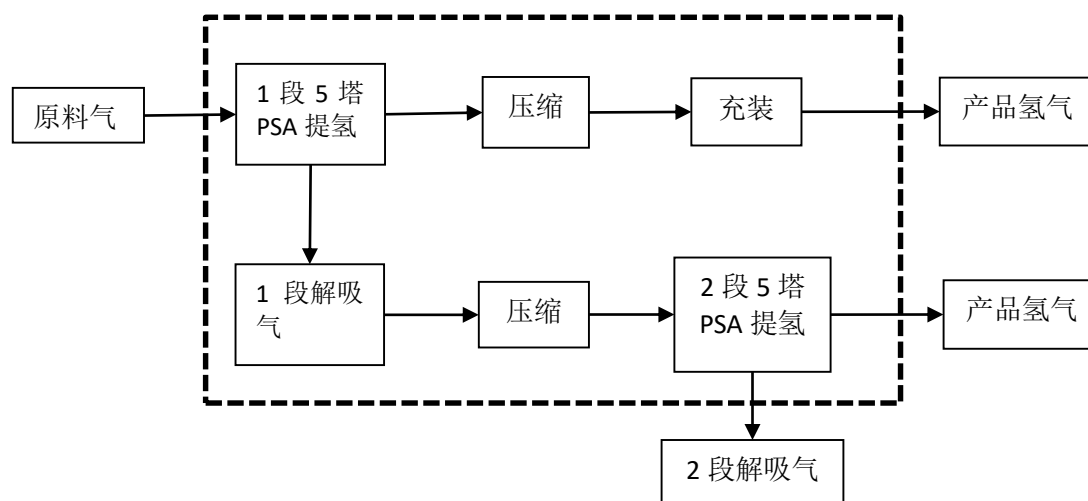 原料气
1 段 5 塔
PSA 提氢
压缩
充装
产品氢气
1 段解吸
气
压缩
2 段 5 塔
PSA 提氢
产品氢气
2 段解吸气